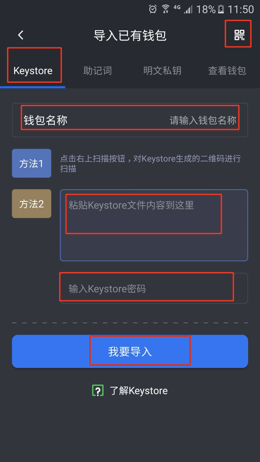 4G 18% 11:50
导入已有钱包
Keystore 助记词 明文私钥 查看钱包
钱包名称 请输入钱包名称
方法1 点击右上扫描按钮，对Keystore生成的二维码进行
扫描
方法2 粘贴Keystore文件内容到这里
输入Keystore密码
我要导入
? 了解Keystore